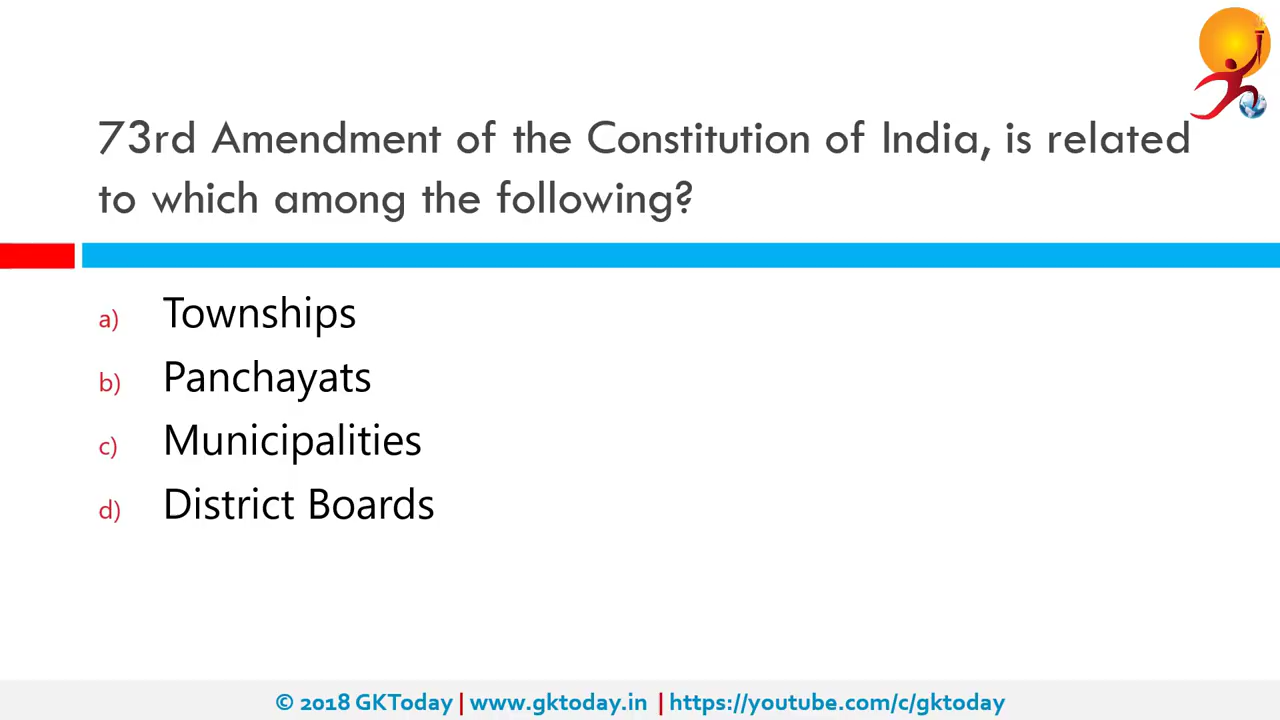 73rd Amendment of the Constitution of India, is related
to which among the following?
a) Townships
b) Panchayats
c) Municipalities
d) District Boards
© 2018 GKToday | www.gktoday.in | https://youtube.com/c/gktoday